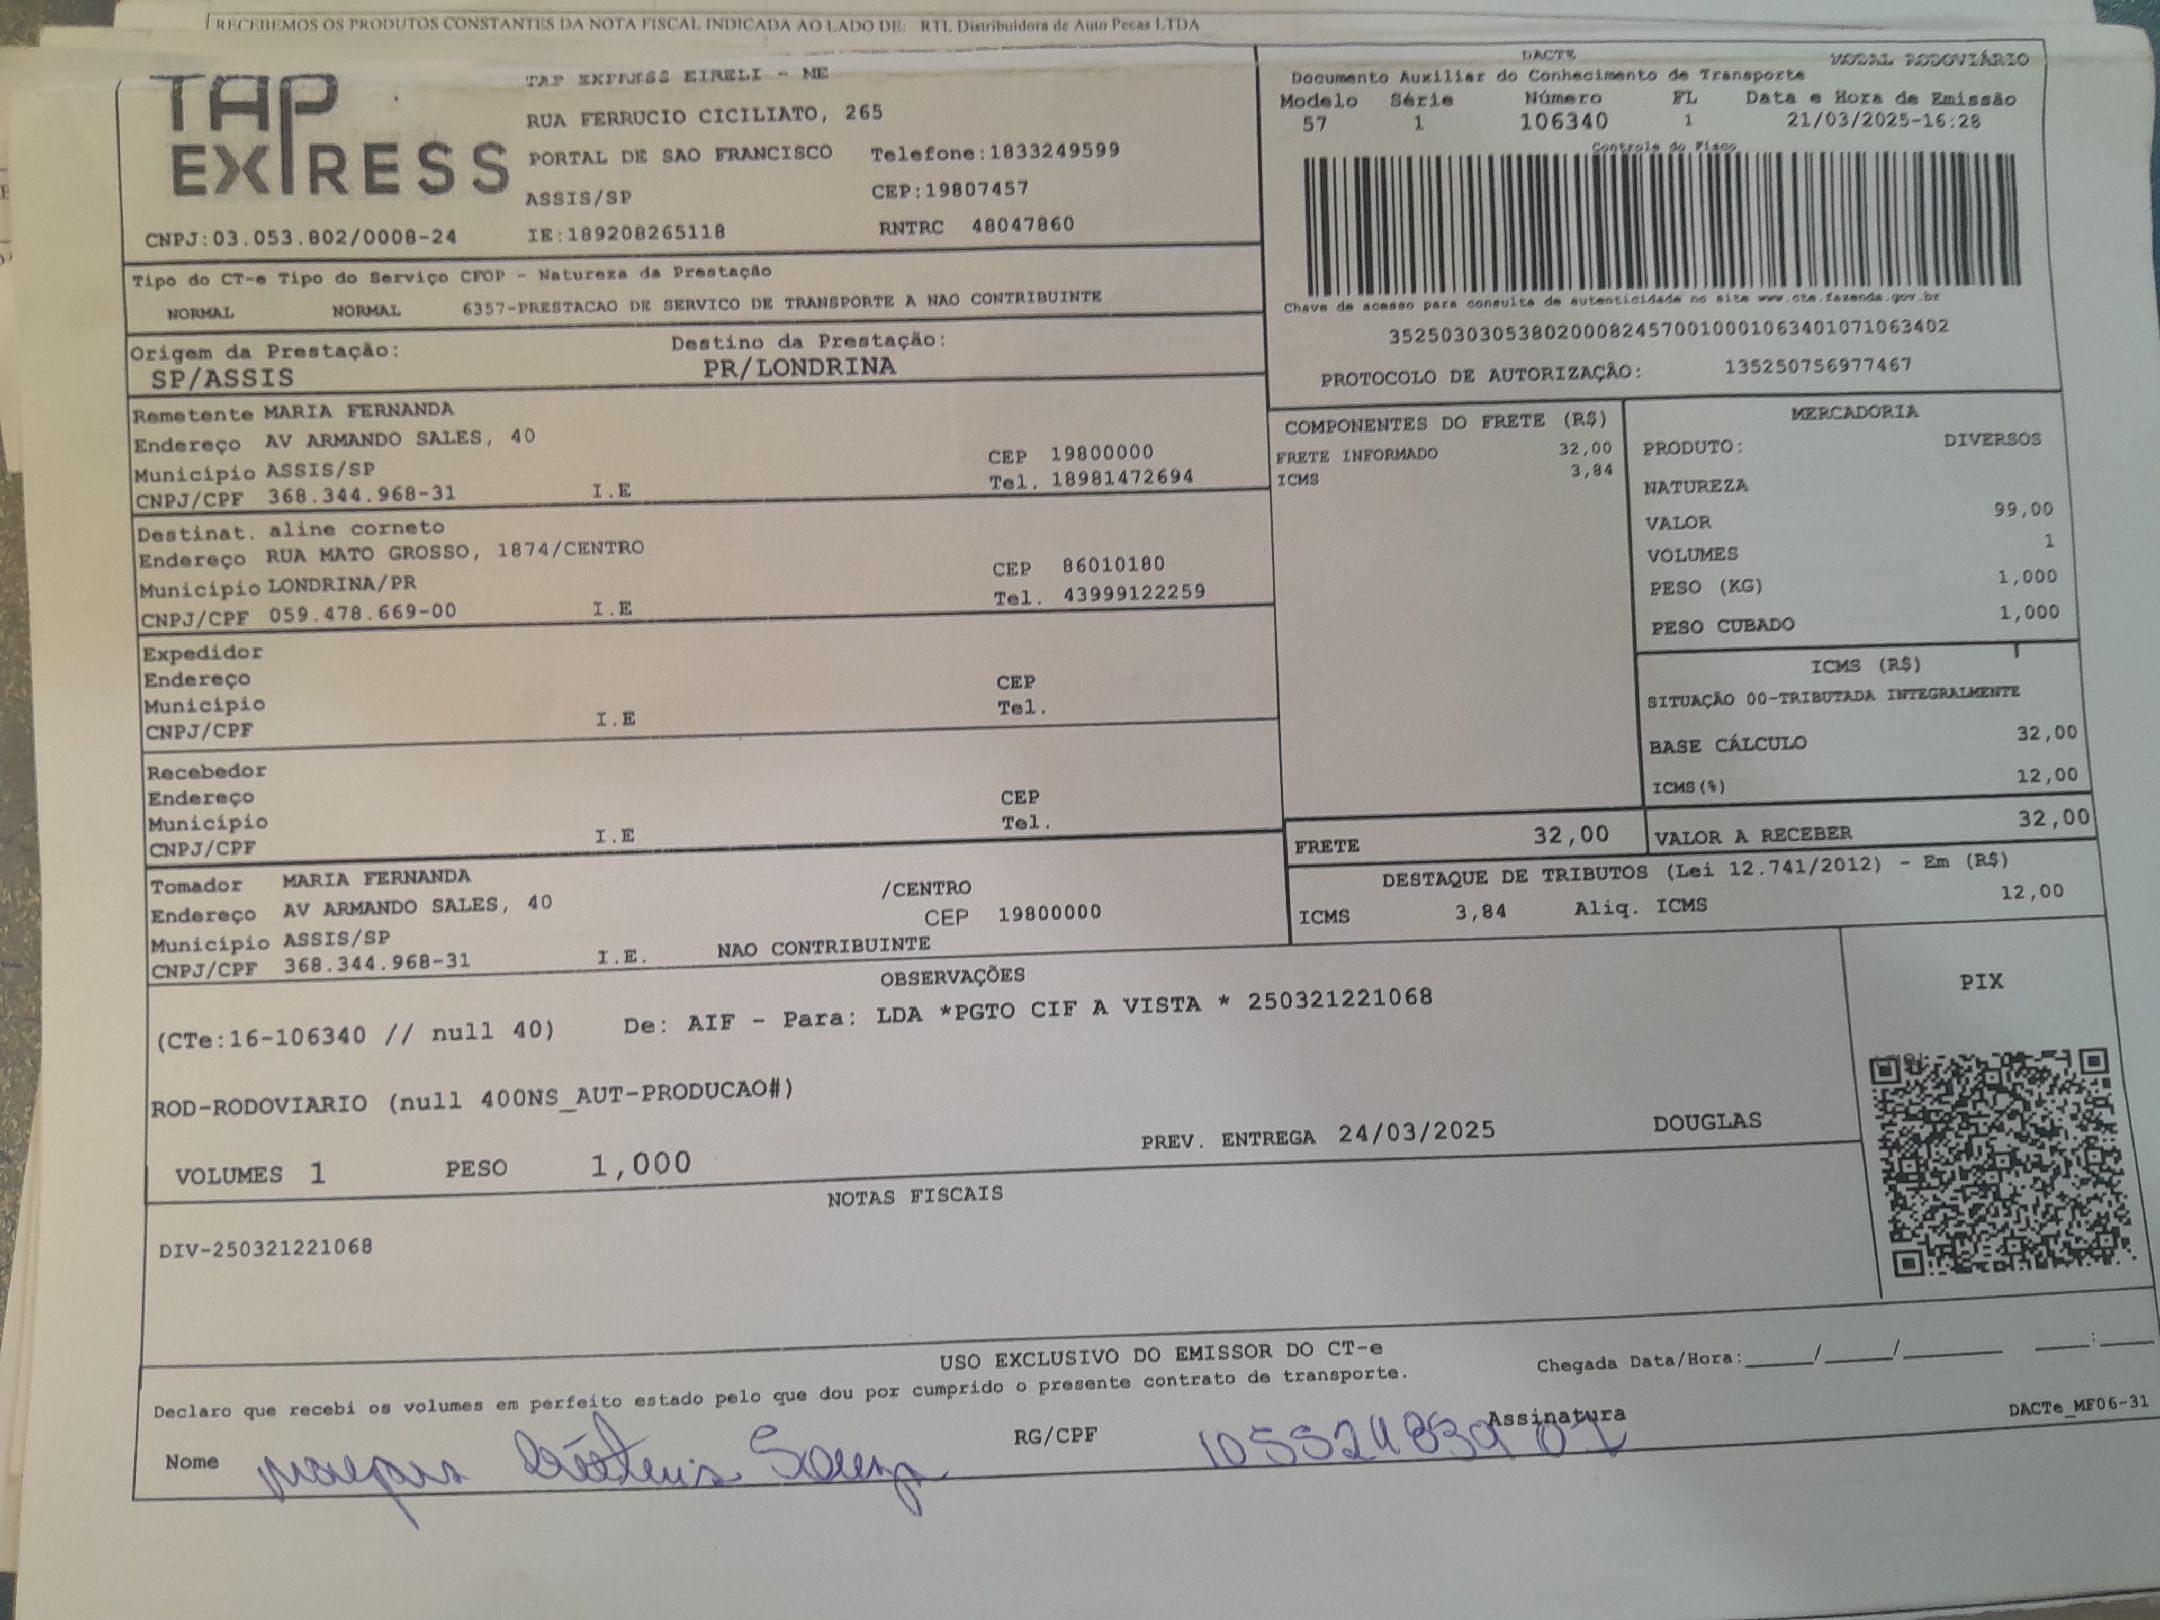 RECEBEMOS OS PRODUTOS CONSTANTES DA NOTA FISCAL INDICADA AO LADO DE: RTL Distribuidora de Auto Pecas LTDA
TAP EXPRESS
TAP EXPRESS EIRELI - ME
RUA FERRUCIO CICILIATO, 265
PORTAL DE SAO FRANCISCO Telefone:1833249599
ASSIS/SP CEP:19807457
CNPJ:03.053.802/0008-24 IE:189208265118 RNTRC 48047860
DACTE MODAL RODOVIÁRIO
Documento Auxiliar do Conhecimento de Transporte
Modelo Série Número FL Data e Hora de Emissão
57 1 106340 1 21/03/2025-16:28
Controle do Fisco
Chave de acesso para consulta de autenticidade no site www.cte.fazenda.gov.br
35250303053802000824570010001063401071063402
PROTOCOLO DE AUTORIZAÇÃO: 135250756977467
Tipo do CT-e Tipo do Serviço CFOP - Natureza da Prestação
NORMAL NORMAL 6357-PRESTACAO DE SERVICO DE TRANSPORTE A NAO CONTRIBUINTE
Origem da Prestação: Destino da Prestação:
SP/ASSIS PR/LONDRINA
Remetente MARIA FERNANDA
Endereço AV ARMANDO SALES, 40
Município ASSIS/SP CEP 19800000
CNPJ/CPF 368.344.968-31 I.E Tel. 18981472694
Destinat. aline corneto
Endereço RUA MATO GROSSO, 1874/CENTRO
Município LONDRINA/PR CEP 86010180
CNPJ/CPF 059.478.669-00 I.E Tel. 43999122259
Expedidor
Endereço CEP
Município Tel.
CNPJ/CPF I.E
Recebedor
Endereço CEP
Município Tel.
CNPJ/CPF I.E
Tomador MARIA FERNANDA /CENTRO
Endereço AV ARMANDO SALES, 40 CEP 19800000
Município ASSIS/SP
CNPJ/CPF 368.344.968-31 I.E. NAO CONTRIBUINTE
COMPONENTES DO FRETE (R$)
FRETE INFORMADO 32,00
ICMS 3,84
MERCADORIA
PRODUTO: DIVERSOS
NATUREZA
VALOR 99,00
VOLUMES 1
PESO (KG) 1,000
PESO CUBADO 1,000
ICMS (R$)
SITUAÇÃO 00-TRIBUTADA INTEGRALMENTE
BASE CÁLCULO 32,00
ICMS(%) 12,00
FRETE 32,00 VALOR A RECEBER 32,00
DESTAQUE DE TRIBUTOS (Lei 12.741/2012) - Em (R$)
ICMS 3,84 Aliq. ICMS 12,00
OBSERVAÇÕES
(CTe:16-106340 // null 40) De: AIF - Para: LDA *PGTO CIF A VISTA * 250321221068
ROD-RODOVIARIO (null 400NS_AUT-PRODUCAO#)
PREV. ENTREGA 24/03/2025 DOUGLAS
VOLUMES 1 PESO 1,000
PIX
NOTAS FISCAIS
DIV-250321221068
USO EXCLUSIVO DO EMISSOR DO CT-e
Chegada Data/Hora:_____/_____/_______ ____:____
Declaro que recebi os volumes em perfeito estado pelo que dou por cumprido o presente contrato de transporte.
DACTe_MF06-31
Nome Souza RG/CPF Assinatura